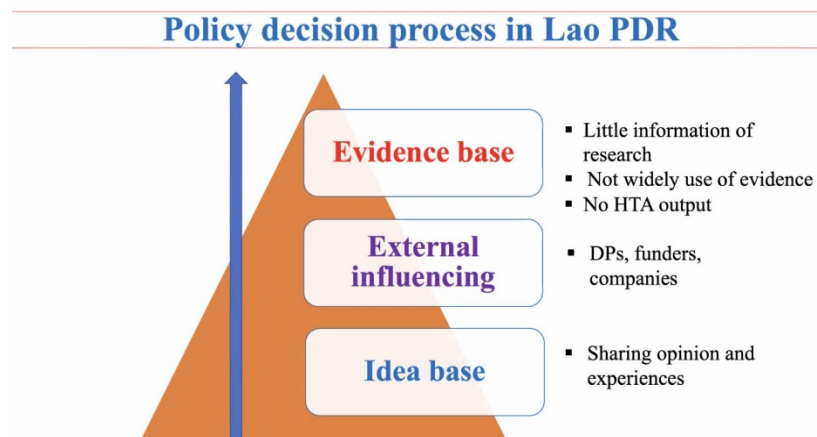 Policy decision process in Lao PDR
Evidence base
▪ Little information of
research
▪ Not widely use of evidence
▪ No HTA output
External
influencing
▪ DPs, funders,
companies
Idea base
▪ Sharing opinion and
experiences